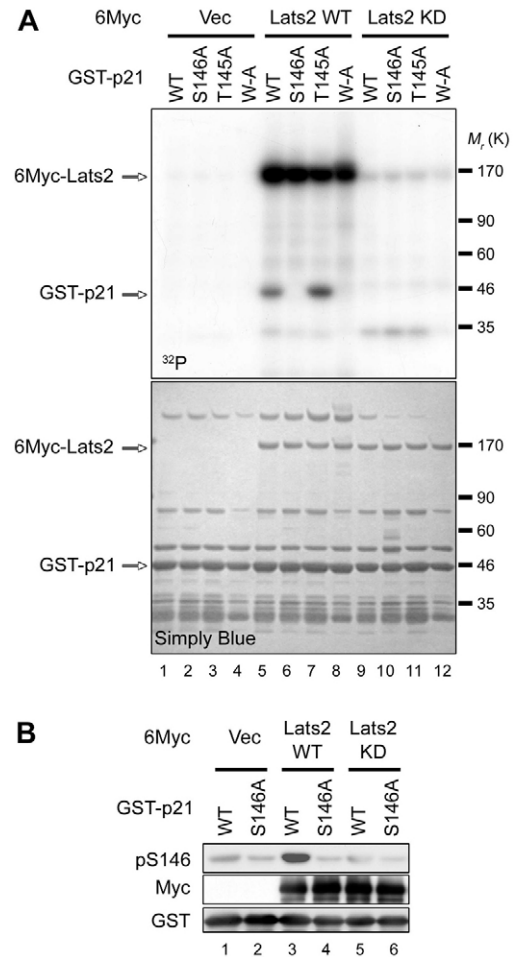 A
6Myc Vec Lats2 WT Lats2 KD
GST-p21 WT S146A T145A W-A WT S146A T145A W-A WT S146A T145A W-A
Mr (K)
6Myc-Lats2 170
90
60
GST-p21 46
35
32P
6Myc-Lats2 170
90
60
GST-p21 46
35
Simply Blue
1 2 3 4 5 6 7 8 9 10 11 12
B
6Myc Vec Lats2 WT Lats2 KD
GST-p21 WT S146A WT S146A WT S146A
pS146
Myc
GST
1 2 3 4 5 6